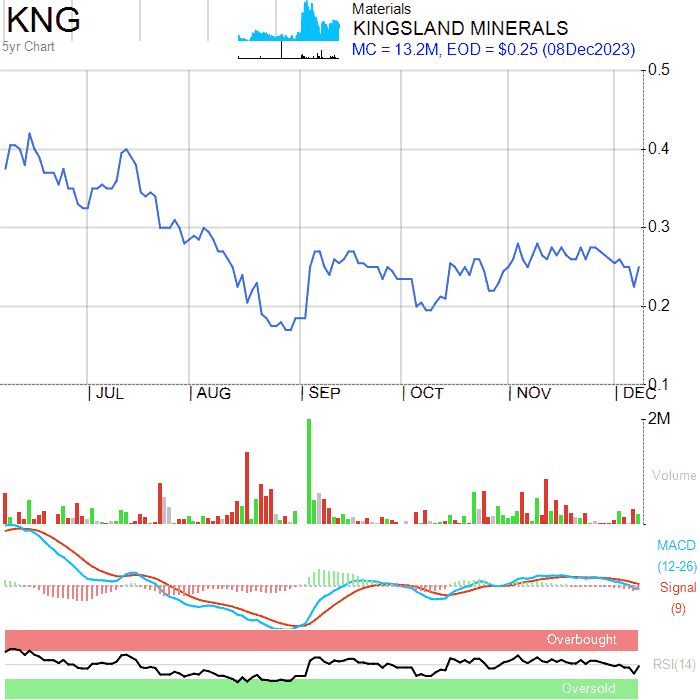 KNG
5yr Chart
Materials
KINGSLAND MINERALS
MC = 13.2M, EOD = $0.25 (08Dec2023)
0.5
0.4
0.3
0.2
0.1
JUL AUG SEP OCT NOV DEC
2M
Volume
MACD
(12-26)
Signal
(9)
Overbought
RSI(14)
Oversold